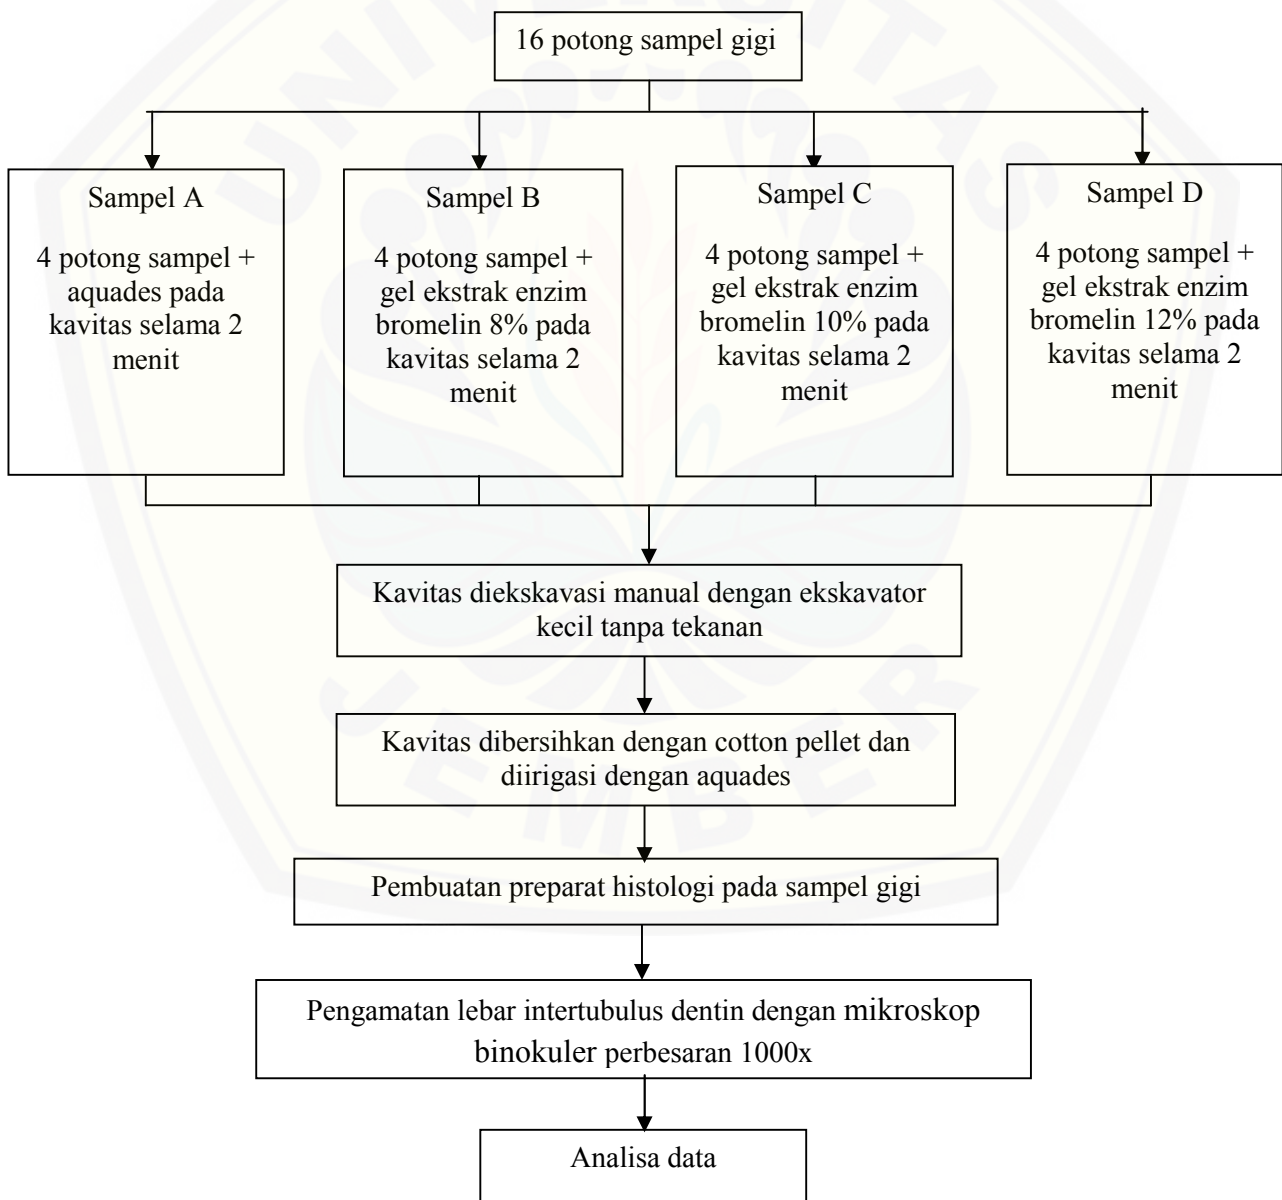 UNIVERSITAS
16 potong sampel gigi
Sampel A
4 potong sampel +
aquades pada
kavitas selama 2
menit
Sampel B
4 potong sampel +
gel ekstrak enzim
bromelin 8% pada
kavitas selama 2
menit
Sampel C
4 potong sampel +
gel ekstrak enzim
bromelin 10% pada
kavitas selama 2
menit
Sampel D
4 potong sampel +
gel ekstrak enzim
bromelin 12% pada
kavitas selama 2
menit
Kavitas diekskavasi manual dengan ekskavator
kecil tanpa tekanan
Kavitas dibersihkan dengan cotton pellet dan
diirigasi dengan aquades
JEMBER
Pembuatan preparat histologi pada sampel gigi
Pengamatan lebar intertubulus dentin dengan mikroskop
binokuler perbesaran 1000x
Analisa data